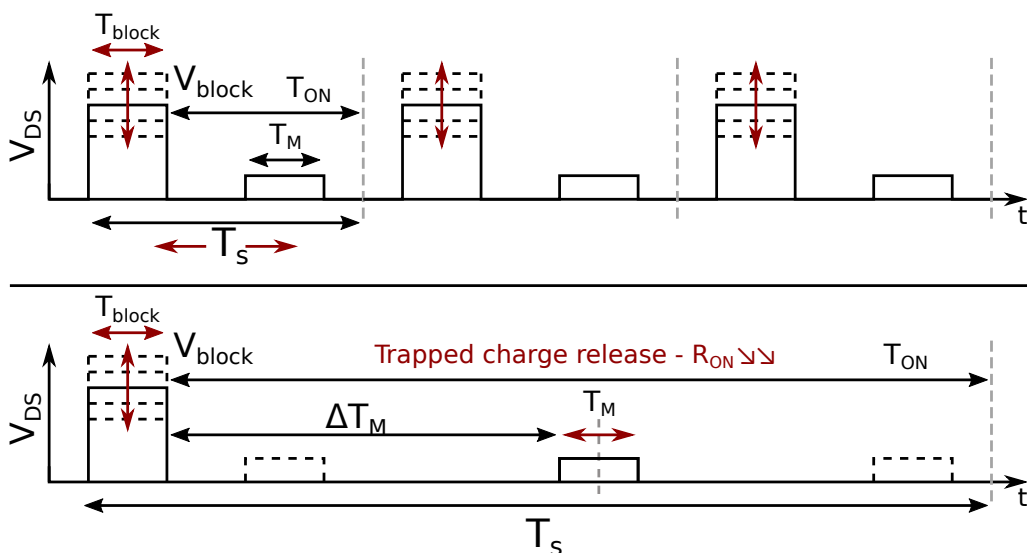 T_block
V_block
T_ON
V_DS
T_M
t
T_s
T_block
V_block
Trapped charge release - R_ON ↘↘
T_ON
T_M
ΔT_M
V_DS
t
T_s